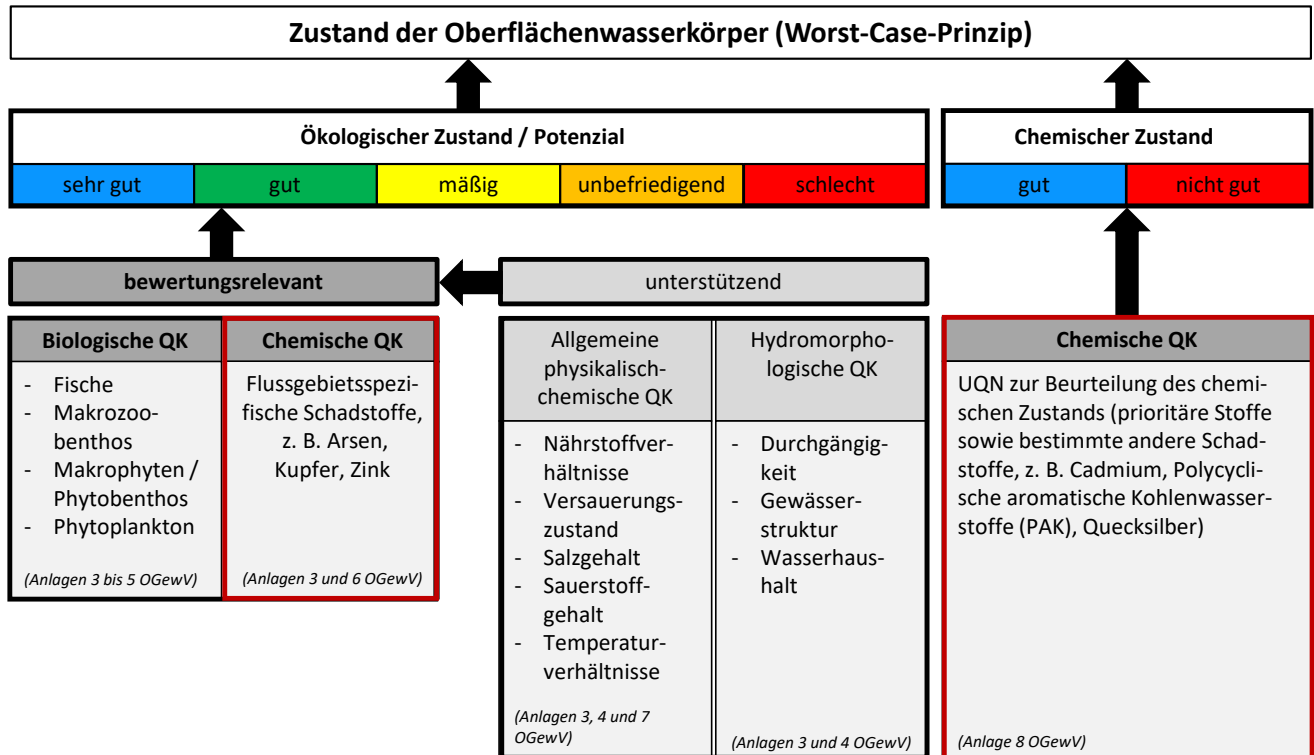 Zustand der Oberflächenwasserkörper (Worst-Case-Prinzip)
Ökologischer Zustand / Potenzial
sehr gut
gut
mäßig
unbefriedigend
schlecht
Chemischer Zustand
gut
nicht gut
bewertungsrelevant
unterstützend
Biologische QK
- Fische
- Makrozoo-
benthos
- Makrophyten /
Phytobenthos
- Phytoplankton
(Anlagen 3 bis 5 OGewV)
Chemische QK
Flussgebietsspezi-
fische Schadstoffe,
z. B. Arsen,
Kupfer, Zink
(Anlagen 3 und 6 OGewV)
Allgemeine
physikalisch-
chemische QK
- Nährstoffver-
hältnisse
- Versauerungs-
zustand
- Salzgehalt
- Sauerstoff-
gehalt
- Temperatur-
verhältnisse
(Anlagen 3, 4 und 7
OGewV)
Hydromorpho-
logische QK
- Durchgängig-
keit
- Gewässer-
struktur
- Wasserhaus-
halt
(Anlagen 3 und 4 OGewV)
Chemische QK
UQN zur Beurteilung des chemi-
schen Zustands (prioritäre Stoffe
sowie bestimmte andere Schad-
stoffe, z. B. Cadmium, Polycycli-
sche aromatische Kohlenwasser-
stoffe (PAK), Quecksilber)
(Anlage 8 OGewV)